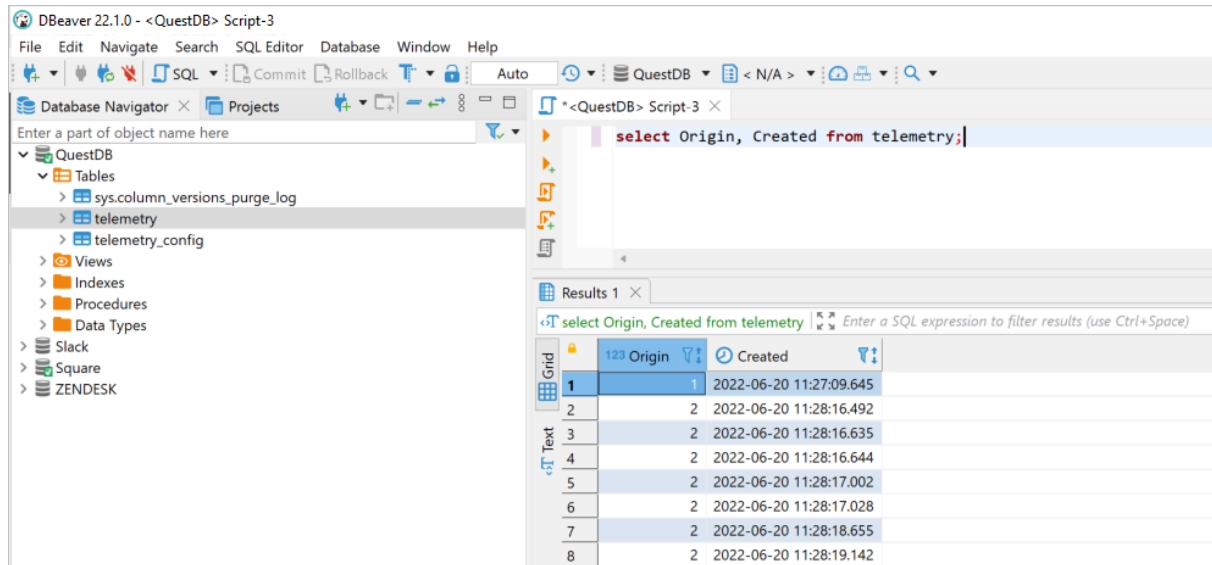 DBeaver 22.1.0 - <QuestDB> Script-3
File Edit Navigate Search SQL Editor Database Window Help
SQL Commit Rollback Auto QuestDB < N/A >
Database Navigator Projects
Enter a part of object name here
QuestDB
Tables
sys.column_versions_purge_log
telemetry
telemetry_config
Views
Indexes
Procedures
Data Types
Slack
Square
ZENDESK
*<QuestDB> Script-3
select Origin, Created from telemetry;
Results 1
select Origin, Created from telemetry Enter a SQL expression to filter results (use Ctrl+Space)
Grid
Text
123 Origin Created
1 1 2022-06-20 11:27:09.645
2 2 2022-06-20 11:28:16.492
3 2 2022-06-20 11:28:16.635
4 2 2022-06-20 11:28:16.644
5 2 2022-06-20 11:28:17.002
6 2 2022-06-20 11:28:17.028
7 2 2022-06-20 11:28:18.655
8 2 2022-06-20 11:28:19.142